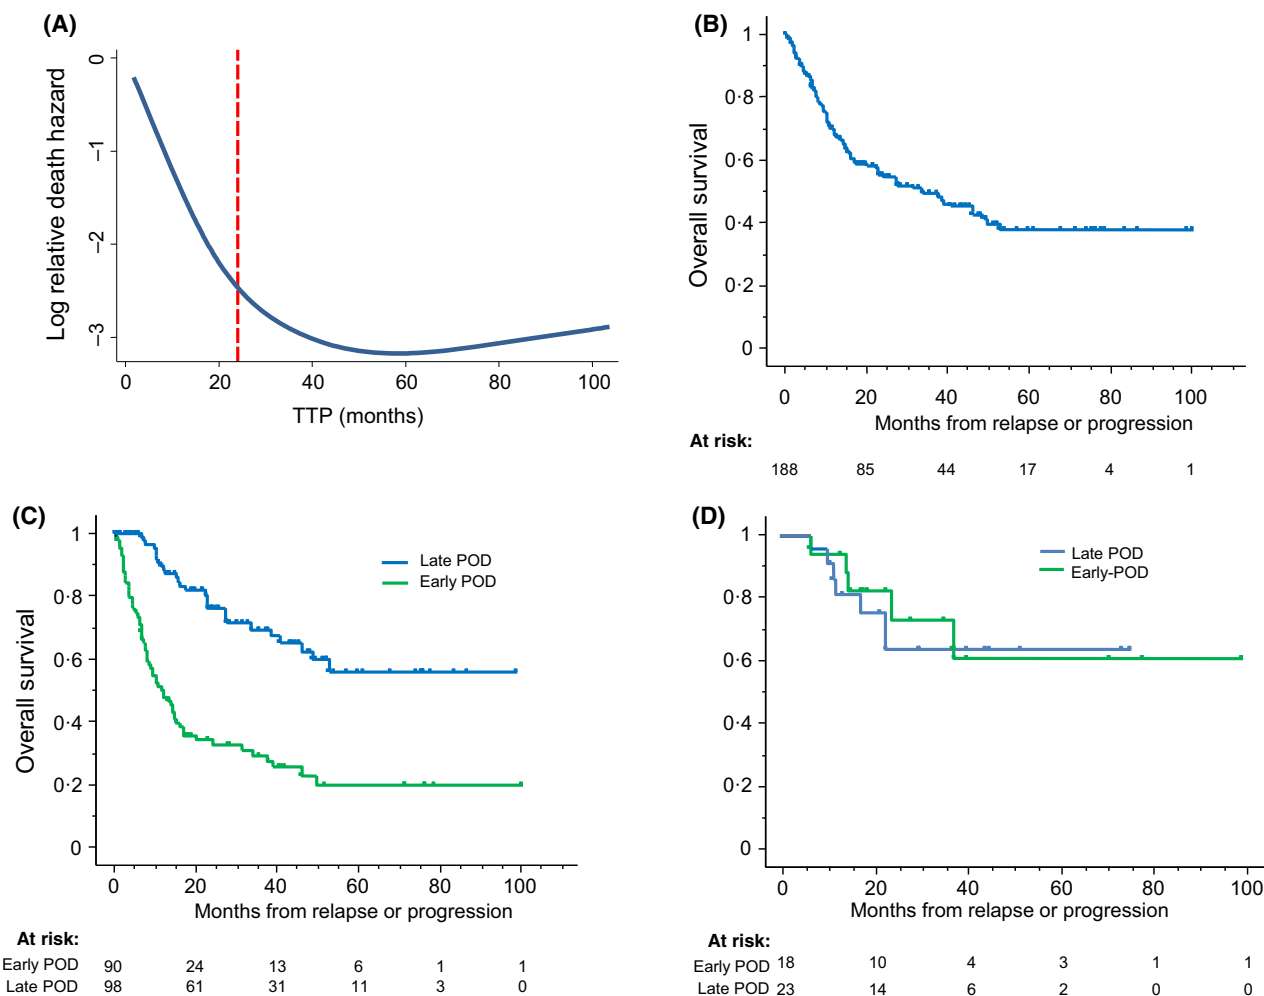 (A)
Log relative death hazard
0
−1
−2
−3
0 20 40 60 80 100
TTP (months)
(B)
Overall survival
1
0·8
0·6
0·4
0·2
0
0 20 40 60 80 100
Months from relapse or progression
At risk:
188 85 44 17 4 1
(C)
Overall survival
1
0·8
0·6
0·4
0·2
0
Late POD
Early POD
0 20 40 60 80 100
Months from relapse or progression
At risk:
Early POD 90 24 13 6 1 1
Late POD 98 61 31 11 3 0
(D)
Overall survival
1
0·8
0·6
0·4
0·2
0
Late POD
Early-POD
0 20 40 60 80 100
Months from relapse or progression
At risk:
Early POD 18 10 4 3 1 1
Late POD 23 14 6 2 0 0